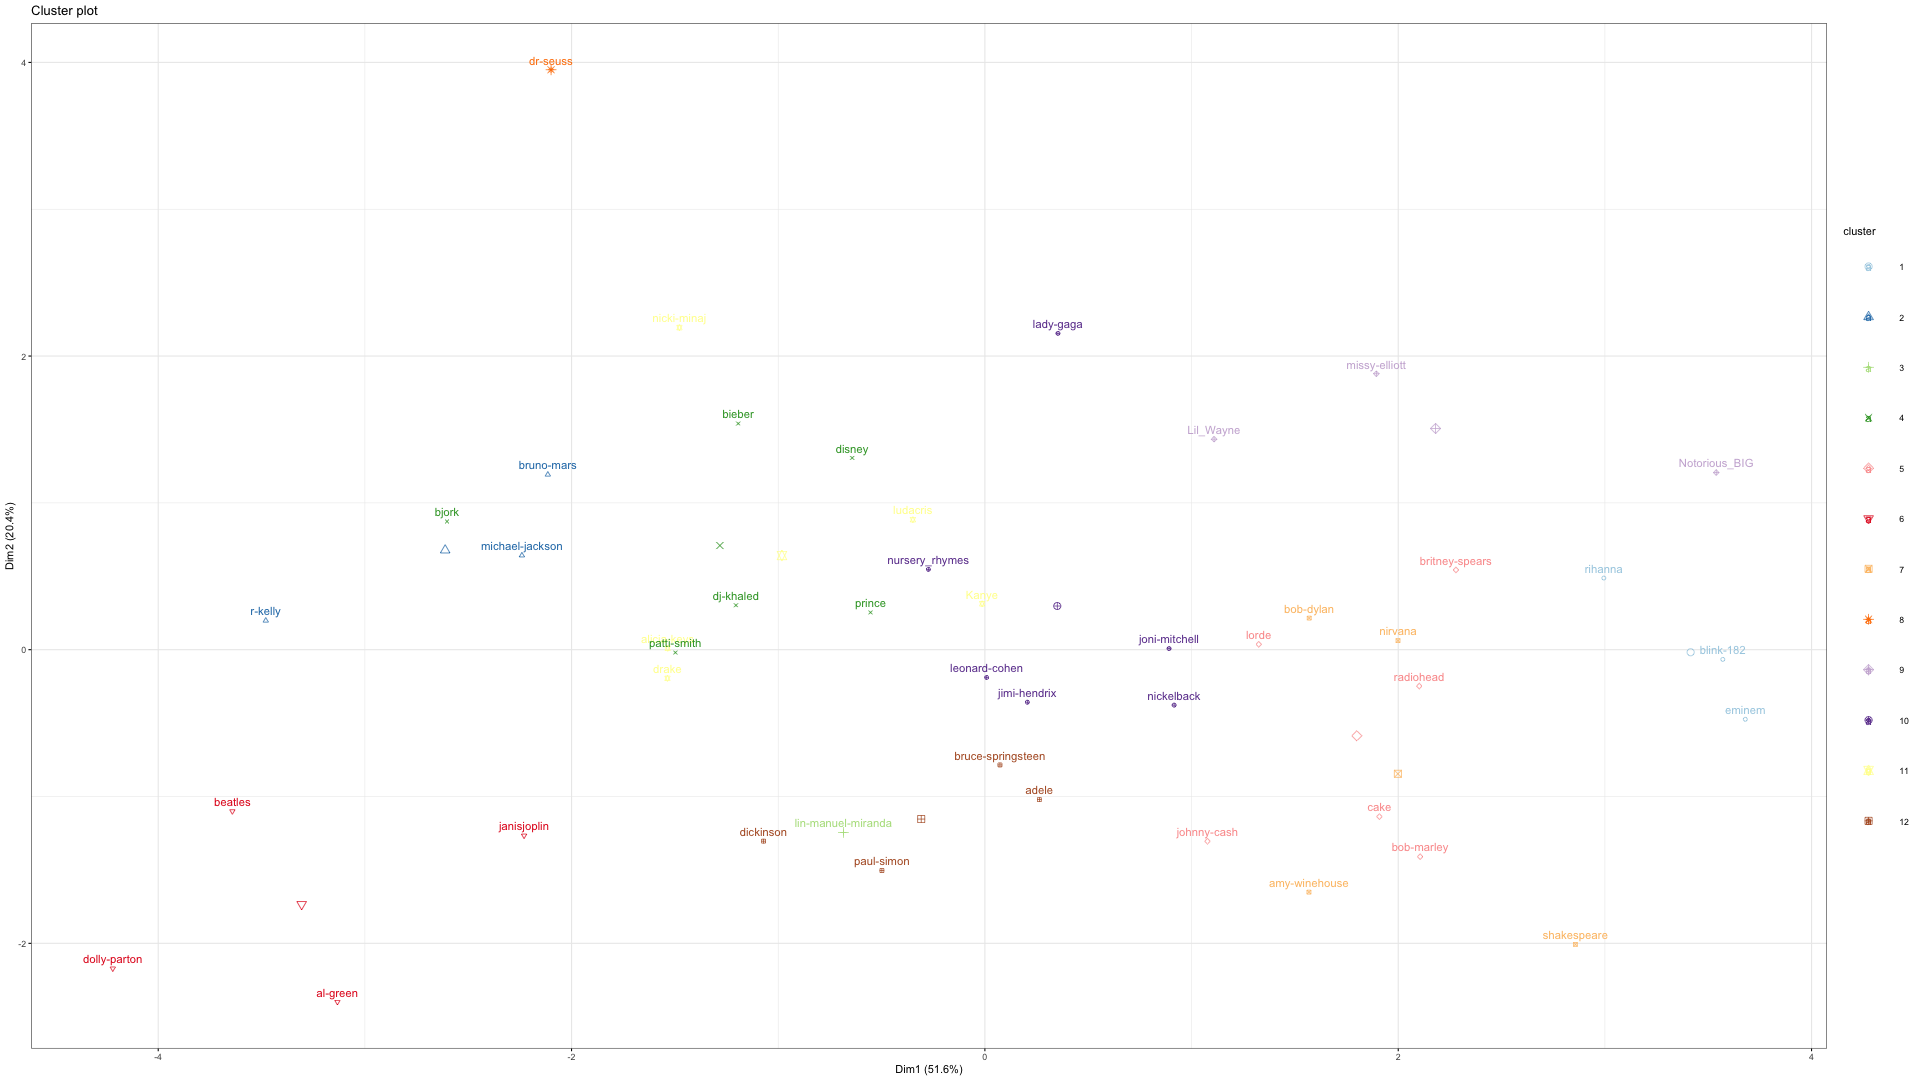 Cluster plot
dr-seuss
4
cluster
1
nicki-minaj
lady-gaga
2
2
missy-elliott
3
bieber
4
Lil_Wayne
disney
bruno-mars
Notorious_BIG
5
bjork
ludacris
6
michael-jackson
Dim2 (20.4%)
nursery_rhymes
britney-spears
rihanna
7
dj-khaled
Kanye
prince
r-kelly
bob-dylan
8
nirvana
lorde
joni-mitchell
patti-smith
0
blink-182
leonard-cohen
drake
9
radiohead
jimi-hendrix
nickelback
eminem
10
bruce-springsteen
11
adele
beatles
cake
12
lin-manuel-miranda
janisjoplin
dickinson
johnny-cash
bob-marley
paul-simon
amy-winehouse
shakespeare
-2
dolly-parton
al-green
-4
-2
0
2
4
Dim1 (51.6%)